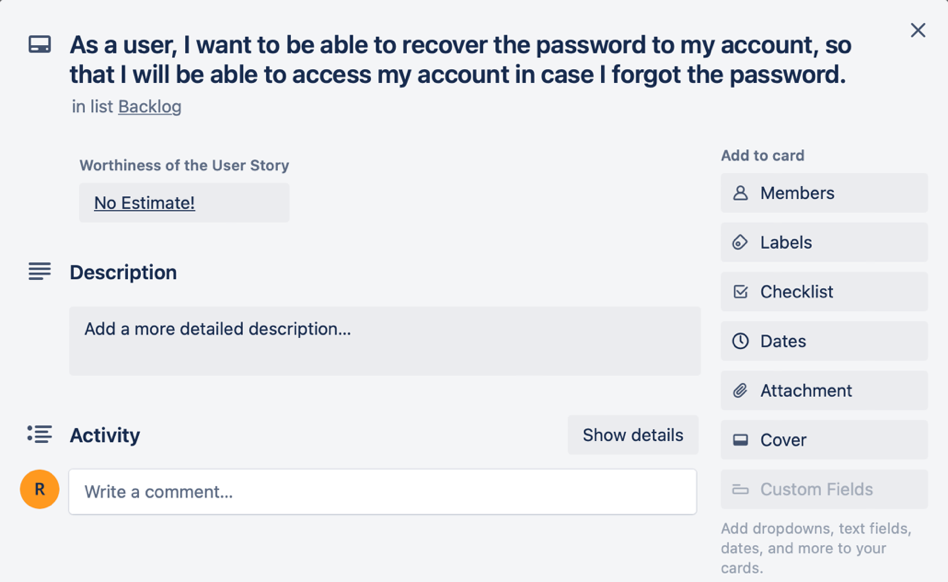 As a user, I want to be able to recover the password to my account, so
that I will be able to access my account in case I forgot the password.
in list Backlog
Worthiness of the User Story
No Estimate!
Description
Add a more detailed description...
Activity
Show details
R
Write a comment...
Add to card
Members
Labels
Checklist
Dates
Attachment
Cover
Custom Fields
Add dropdowns, text fields,
dates, and more to your
cards.